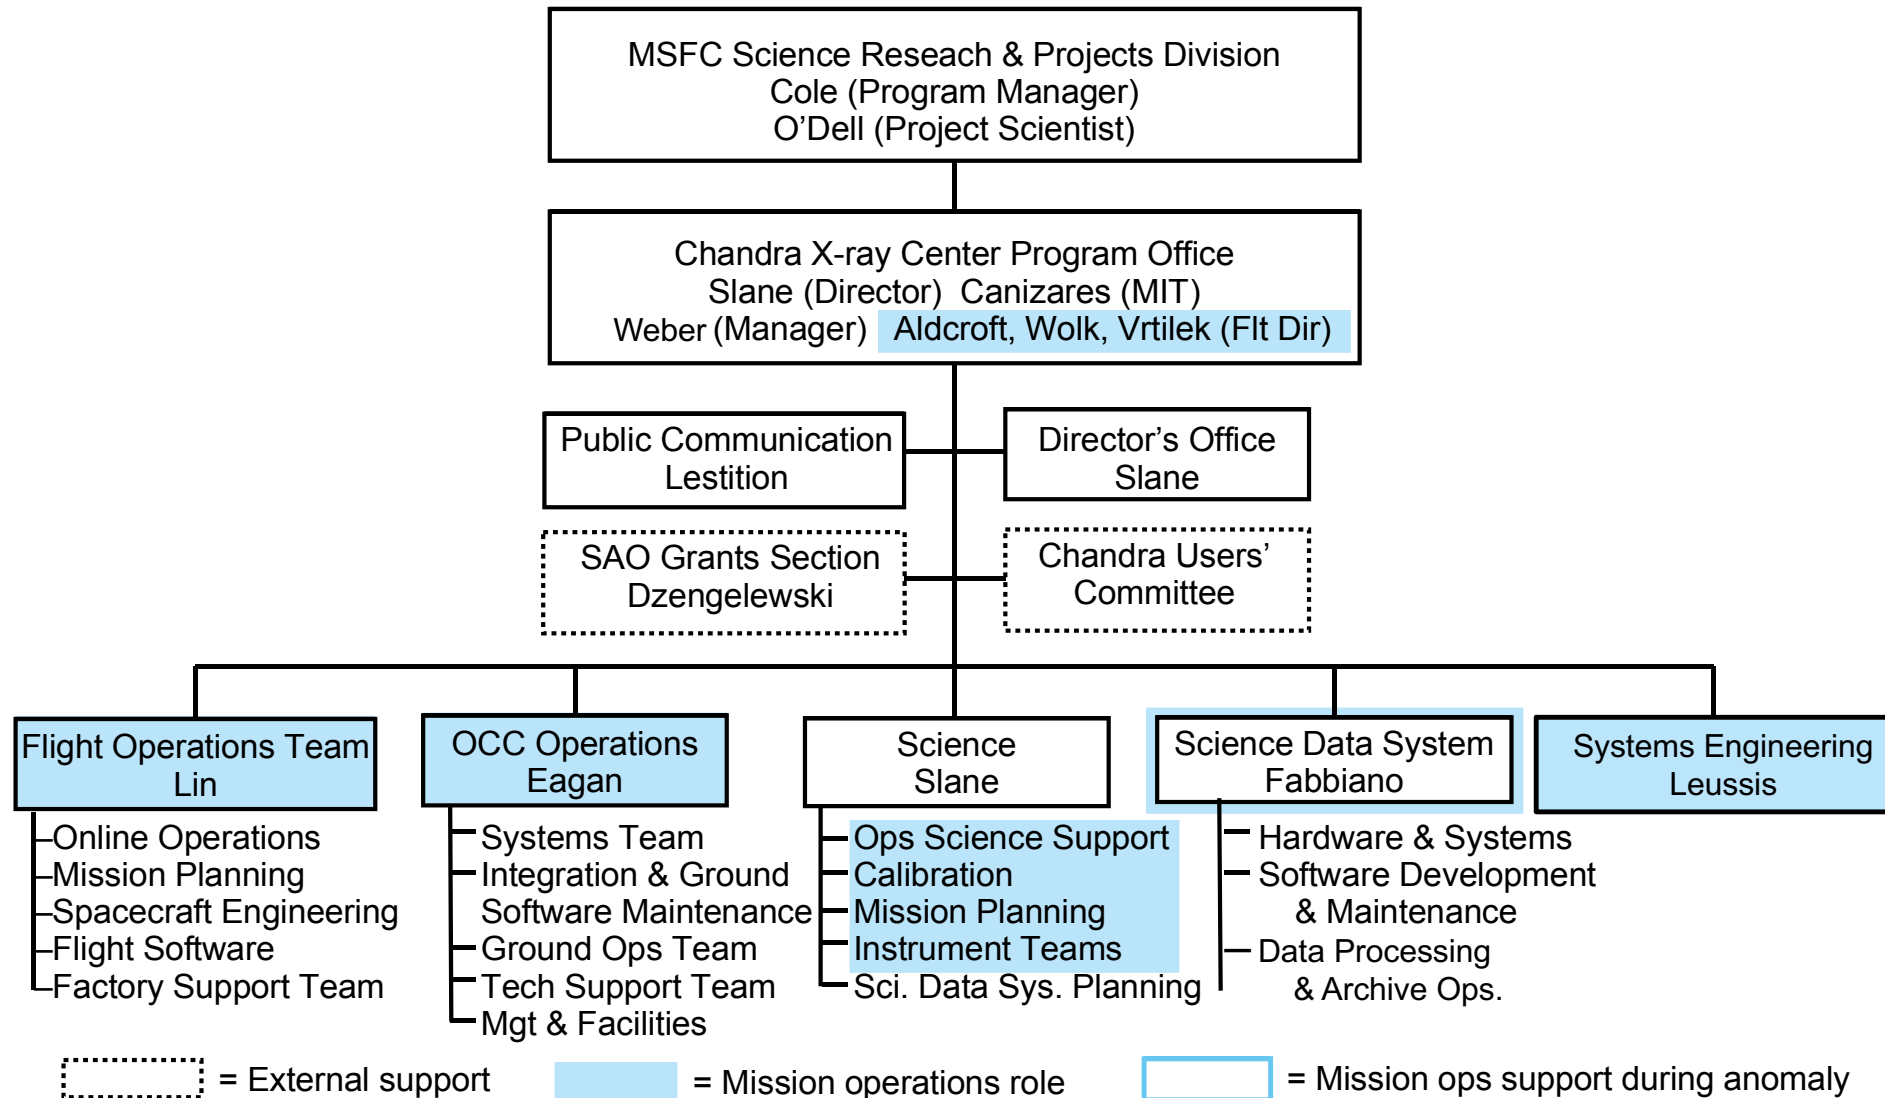 MSFC Science Reseach & Projects Division
Cole (Program Manager)
O'Dell (Project Scientist)
Chandra X-ray Center Program Office
Slane (Director) Canizares (MIT)
Weber (Manager) Aldcroft, Wolk, Vrtilek (Flt Dir)
Public Communication
Lestition
Director's Office
Slane
SAO Grants Section
Dzengelewski
Chandra Users'
Committee
Flight Operations Team
Lin
Online Operations
Mission Planning
Spacecraft Engineering
Flight Software
Factory Support Team
OCC Operations
Eagan
Systems Team
Integration & Ground
Software Maintenance
Ground Ops Team
Tech Support Team
Mgt & Facilities
Science
Slane
Ops Science Support
Calibration
Mission Planning
Instrument Teams
Sci. Data Sys. Planning
Science Data System
Fabbiano
Hardware & Systems
Software Development
& Maintenance
Data Processing
& Archive Ops.
Systems Engineering
Leussis
= External support
= Mission operations role
= Mission ops support during anomaly